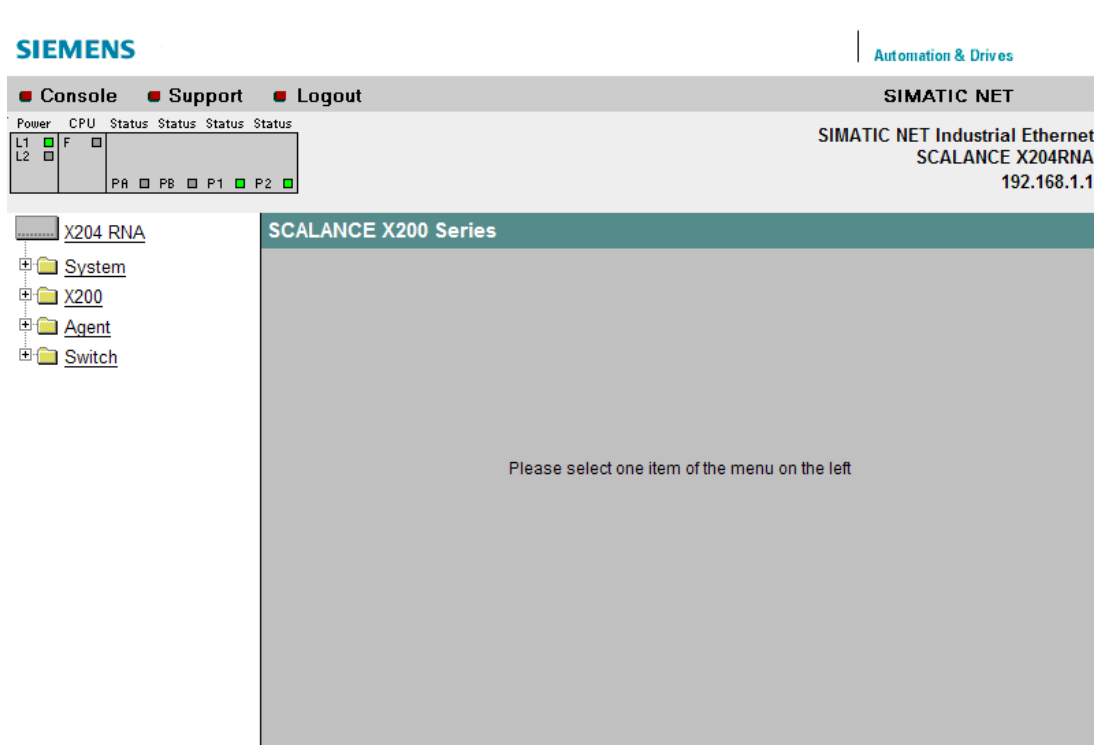 SIEMENS
Automation & Drives
Console Support Logout
SIMATIC NET
Power CPU Status Status Status Status
L1 F
L2
PA PB P1 P2
SIMATIC NET Industrial Ethernet
SCALANCE X204RNA
192.168.1.1
X204 RNA
System
X200
Agent
Switch
SCALANCE X200 Series
Please select one item of the menu on the left